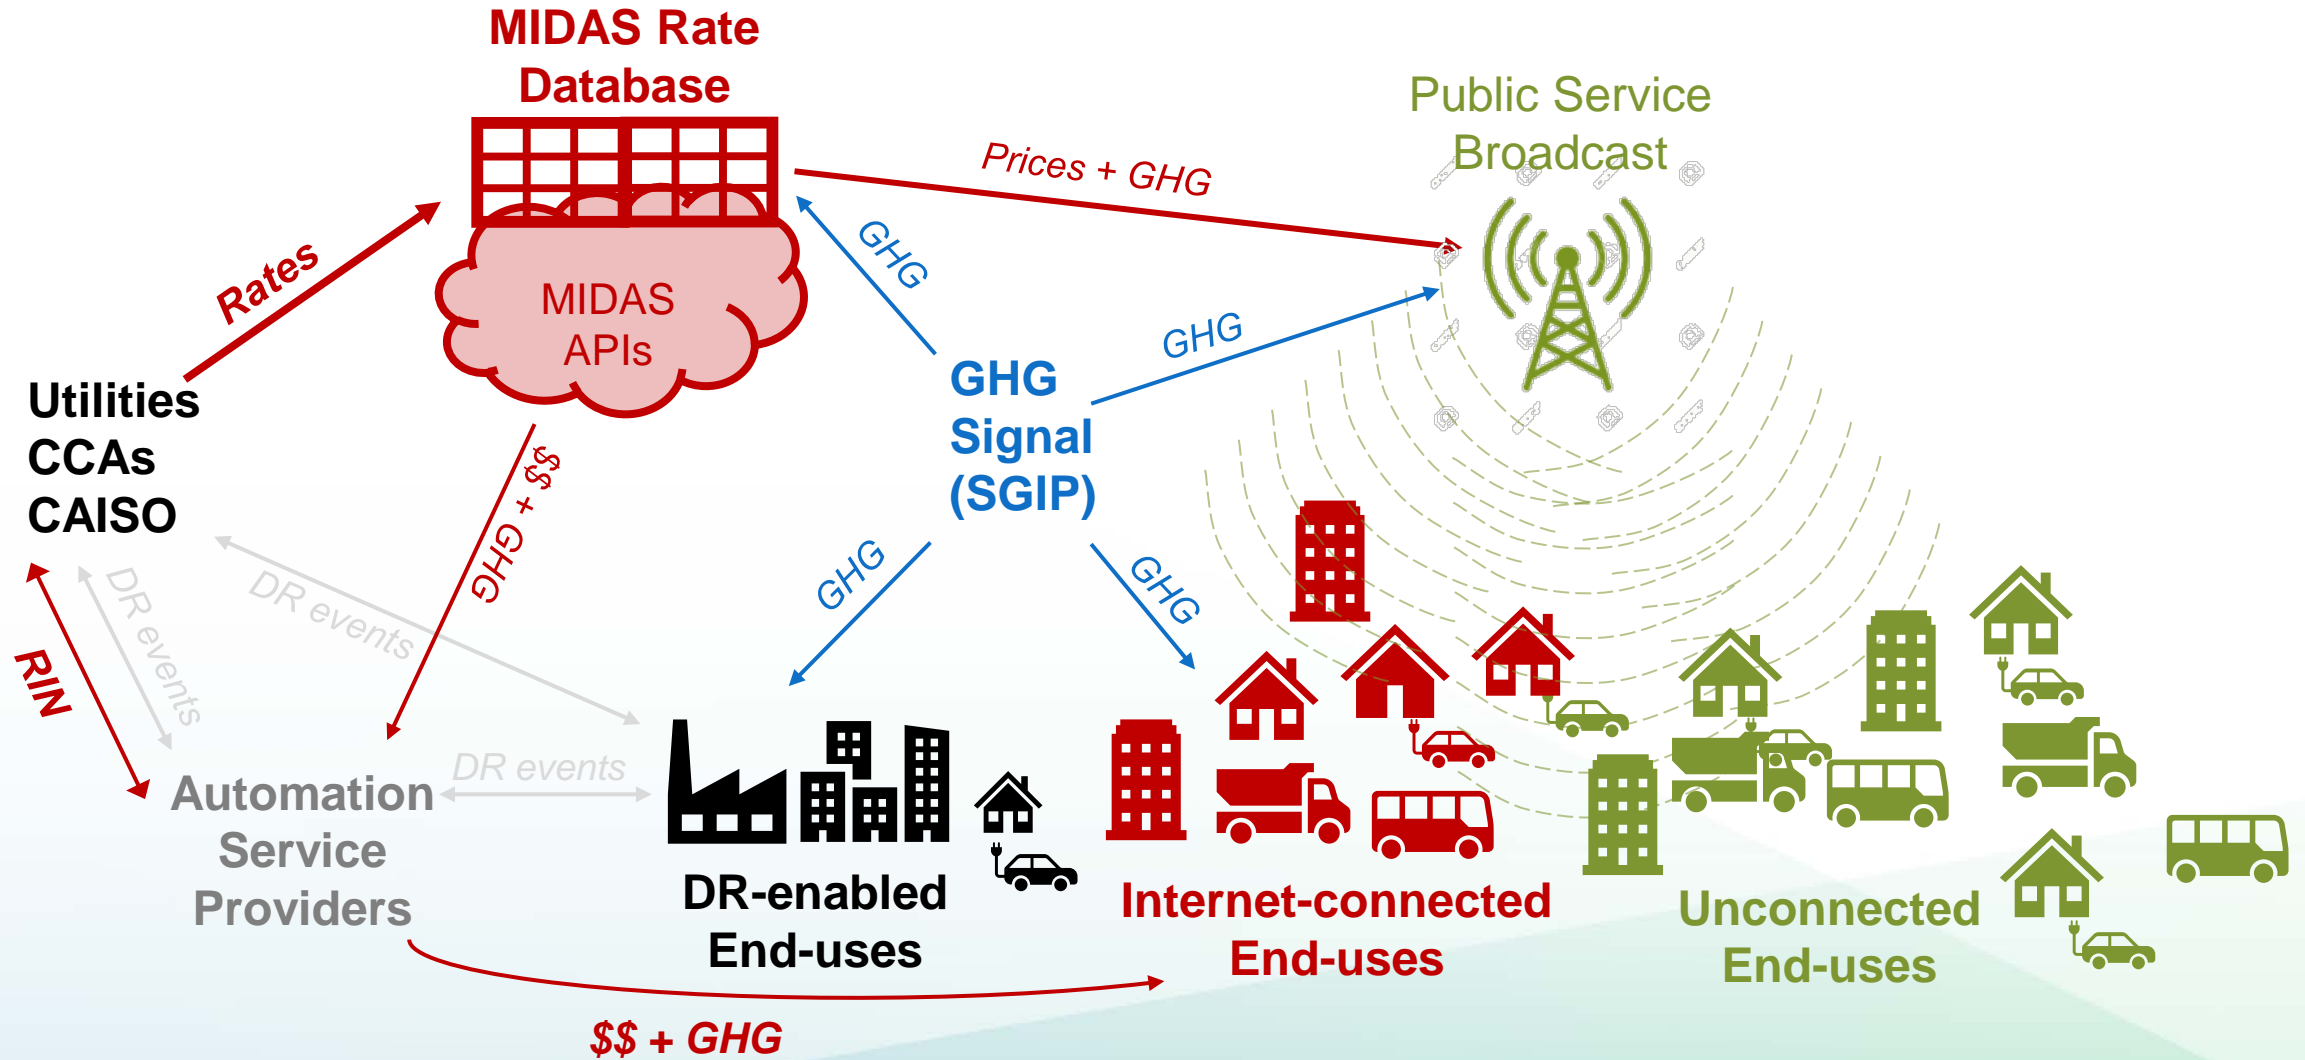 MIDAS Rate
Database
Public Service
Broadcast
Prices + GHG
Rates
GHG
MIDAS
APIs
GHG
GHG
Signal
(SGIP)
Utilities
CCAs
CAISO
$$ + GHG
DR events
DR events
GHG
GHG
RIN
DR events
Automation
Service
Providers
DR-enabled
End-uses
Internet-connected
End-uses
Unconnected
End-uses
$$ + GHG